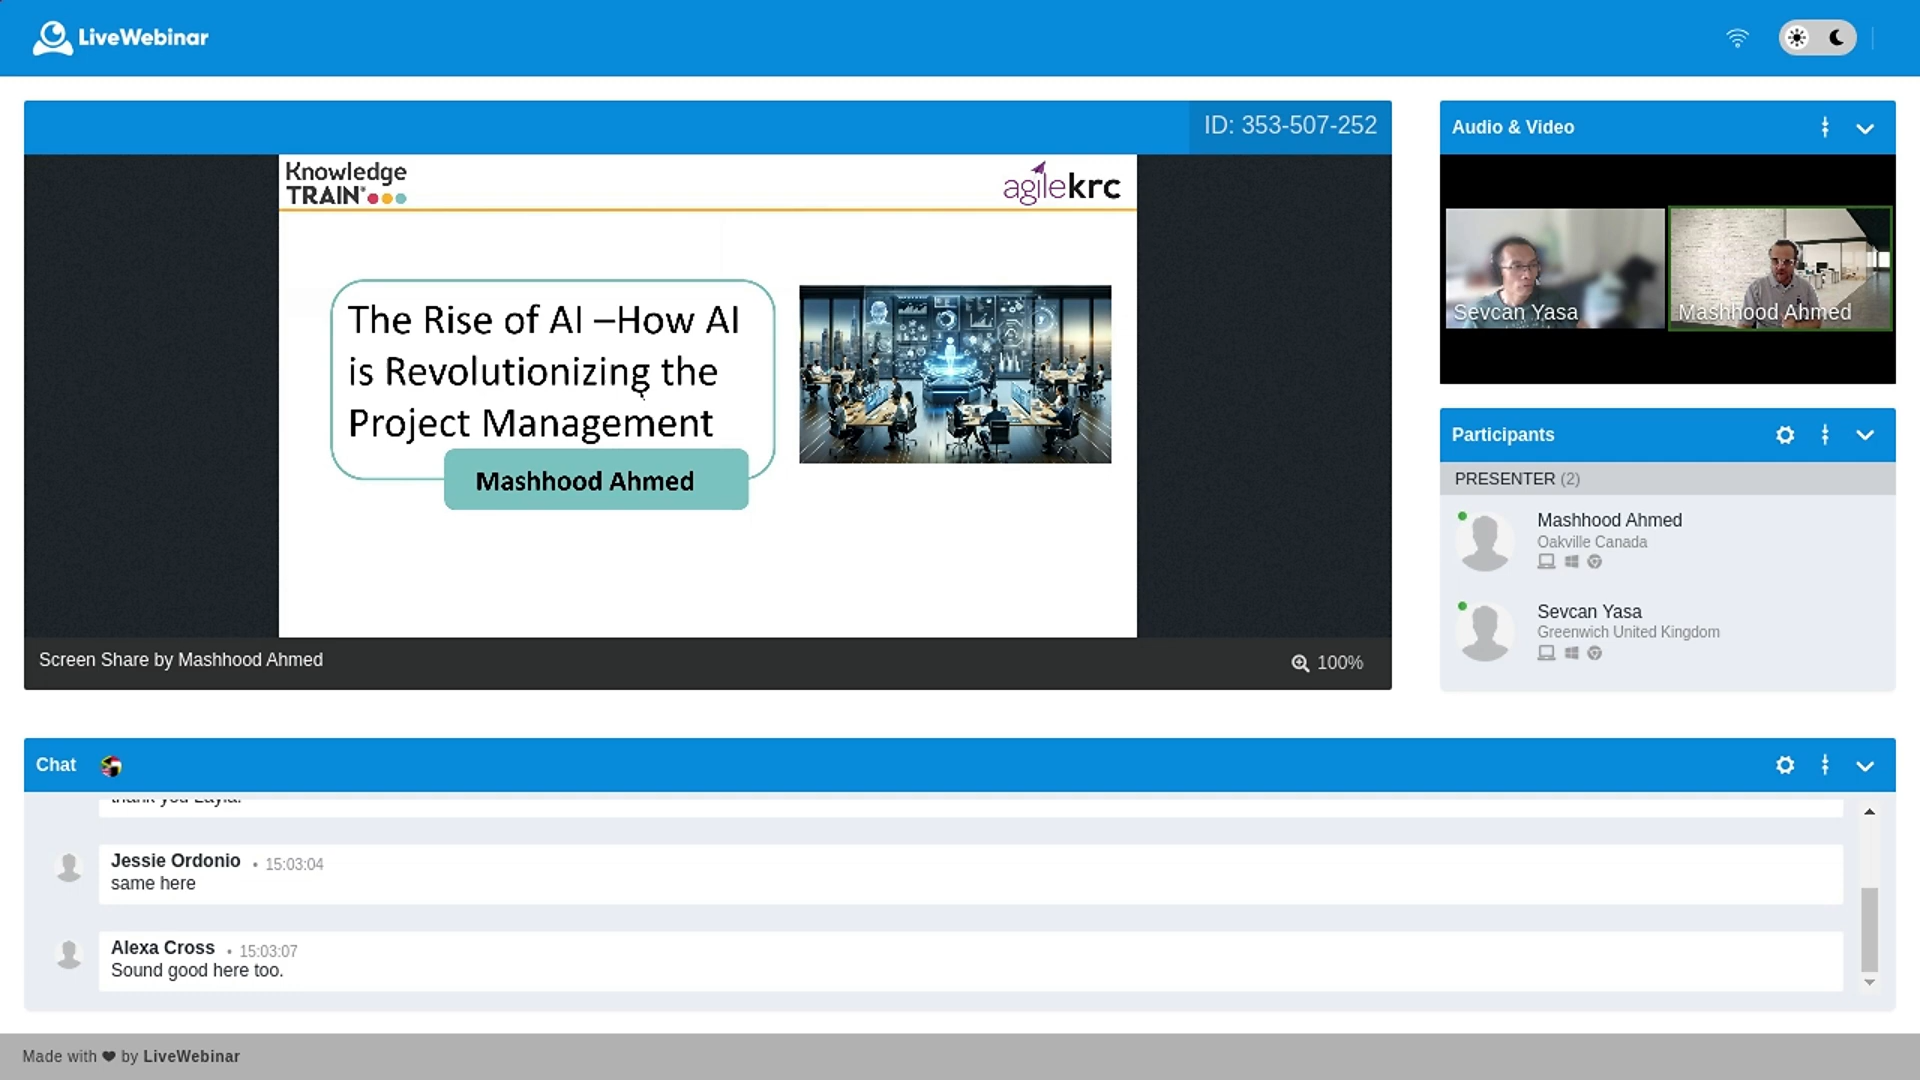 LiveWebinar
ID: 353-507-252
Knowledge
TRAIN®
agilekrc
The Rise of AI –How AI
is Revolutionizing the
Project Management
Mashhood Ahmed
Screen Share by Mashhood Ahmed
100%
Audio & Video
Sevcan Yasa
Mashhood Ahmed
Participants
PRESENTER (2)
Mashhood Ahmed
Oakville Canada
Sevcan Yasa
Greenwich United Kingdom
Chat
thank you Layla.
Jessie Ordonio • 15:03:04
same here
Alexa Cross • 15:03:07
Sound good here too.
Made with ❤ by LiveWebinar